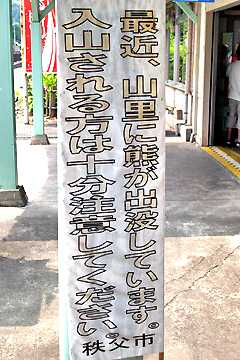 最近、山里に熊が出没しています。
入山される方は十分注意してください。
秩父市